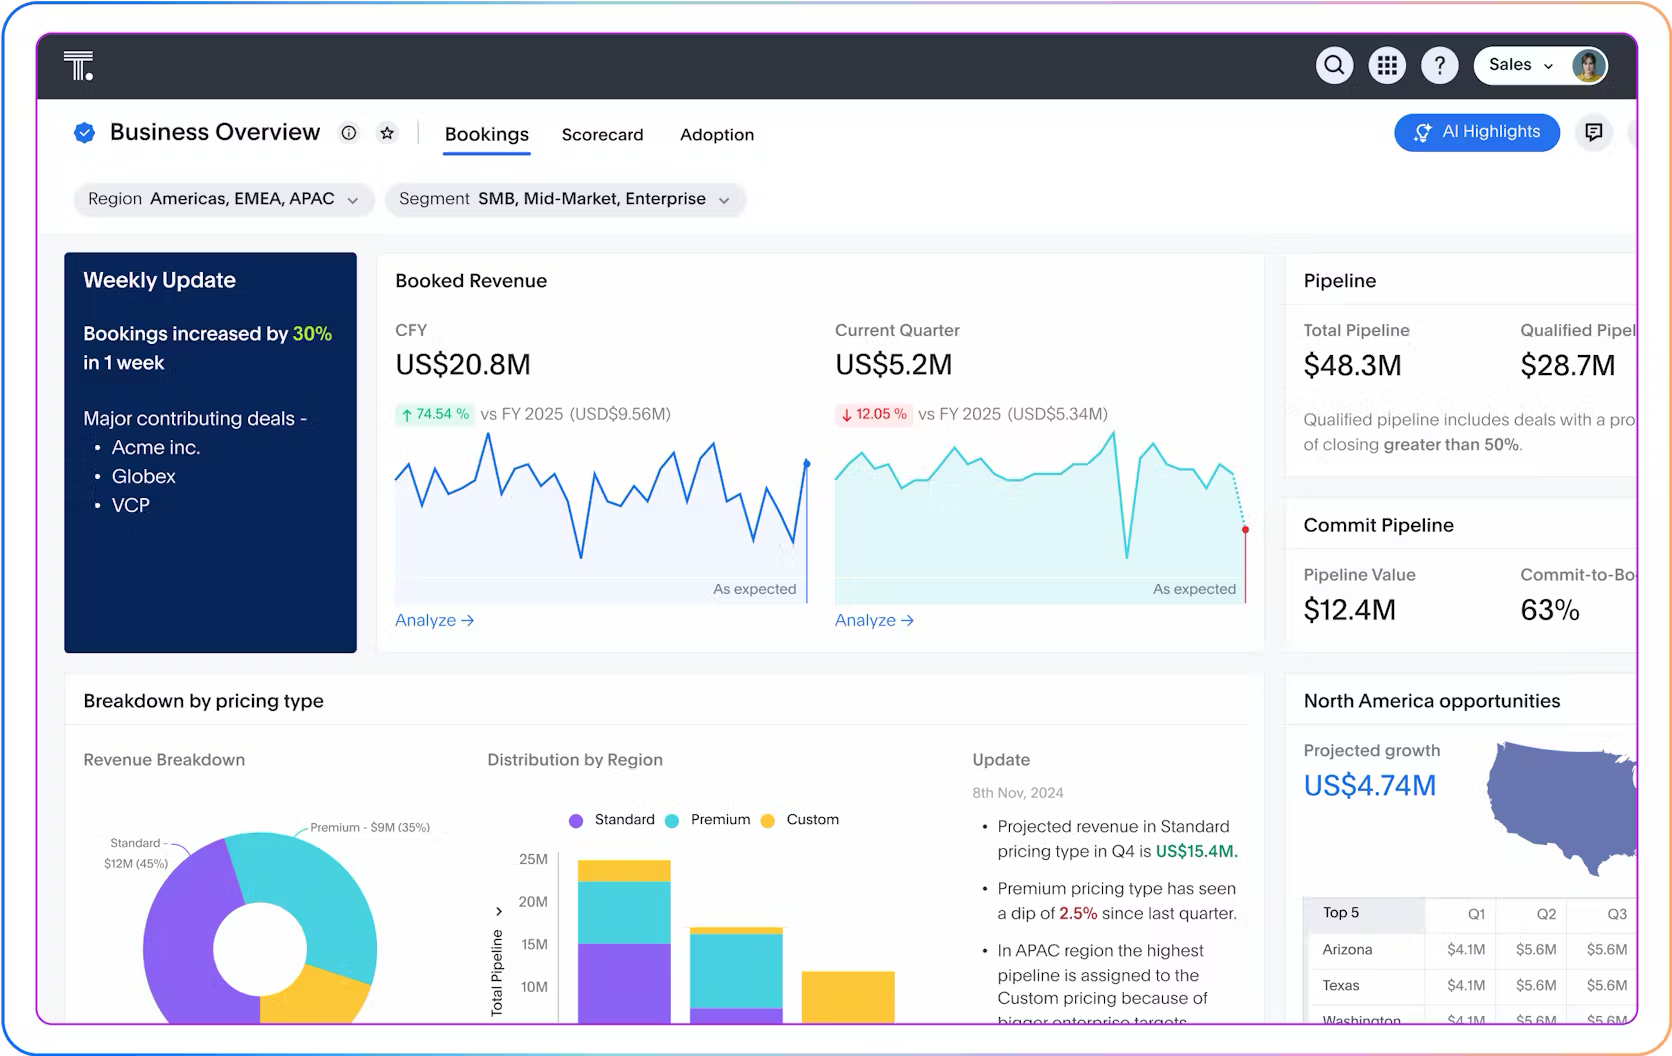 T.
Sales
Business Overview
Bookings
Scorecard
Adoption
AI Highlights
Region Americas, EMEA, APAC
Segment SMB, Mid-Market, Enterprise
Weekly Update
Bookings increased by 30%
in 1 week
Major contributing deals -
• Acme inc.
• Globex
• VCP
Booked Revenue
CFY
US$20.8M
↑ 74.54 % vs FY 2025 (USD$9.56M)
As expected
Analyze →
Current Quarter
US$5.2M
↓ 12.05 % vs FY 2025 (USD$5.34M)
As expected
Analyze →
Pipeline
Total Pipeline
$48.3M
Qualified Pipel
$28.7M
Qualified pipeline includes deals with a pro
of closing greater than 50%.
Commit Pipeline
Pipeline Value
$12.4M
Commit-to-Bo
63%
Breakdown by pricing type
Revenue Breakdown
Premium - $9M (35%)
Standard -
$12M (45%)
Distribution by Region
Standard
Premium
Custom
25M
20M
15M
10M
Total Pipeline
Update
8th Nov, 2024
• Projected revenue in Standard
pricing type in Q4 is US$15.4M.
• Premium pricing type has seen
a dip of 2.5% since last quarter.
• In APAC region the highest
pipeline is assigned to the
Custom pricing because of
bigger enterprise targets
North America opportunities
Projected growth
US$4.74M
Top 5 Q1 Q2 Q3
Arizona $4.1M $5.6M $5.6M
Texas $4.1M $5.6M $5.6M
Washington $4.1M $5.6M $5.6M